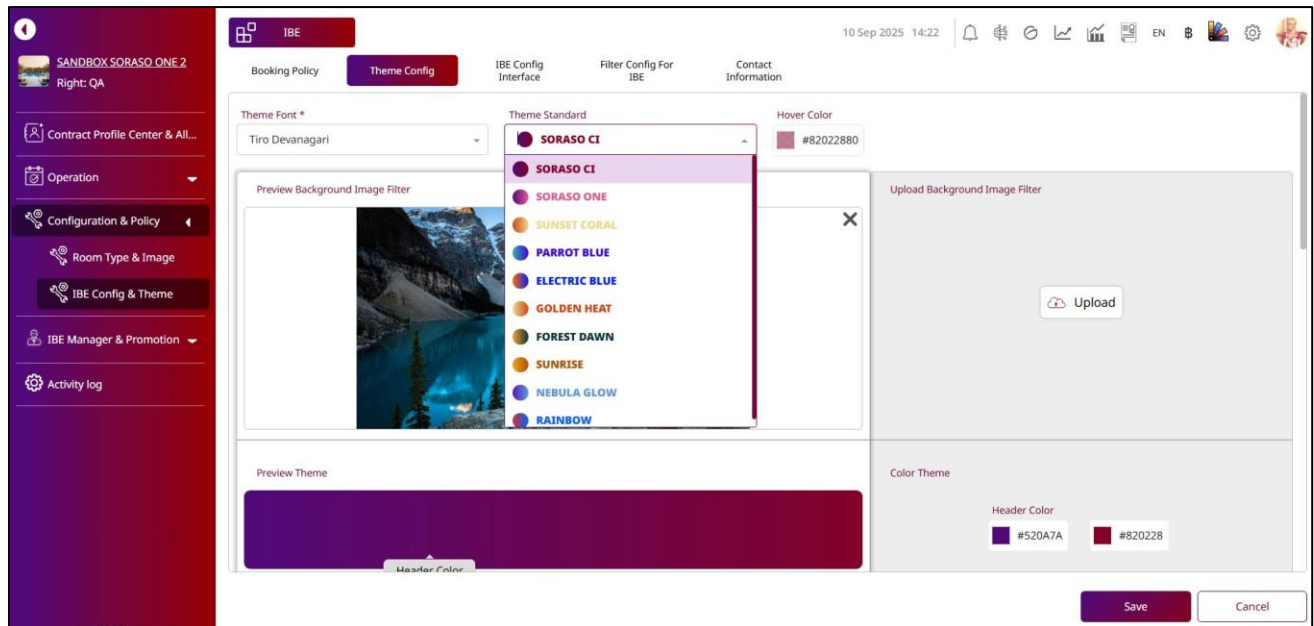 IBE
10 Sep 2025 14:22
EN
฿
SANDBOX SORASO ONE 2
Right: QA
Contract Profile Center & All...
Operation
Configuration & Policy
Room Type & Image
IBE Config & Theme
IBE Manager & Promotion
Activity log
Booking Policy
Theme Config
IBE Config
Interface
Filter Config For
IBE
Contact
Information
Theme Font *
Tiro Devanagari
Theme Standard
SORASO CI
Hover Color
#82022880
SORASO CI
SORASO ONE
SUNSET CORAL
PARROT BLUE
ELECTRIC BLUE
GOLDEN HEAT
FOREST DAWN
SUNRISE
NEBULA GLOW
RAINBOW
Preview Background Image Filter
Upload Background Image Filter
Upload
Preview Theme
Header Color
Color Theme
Header Color
#520A7A
#820228
Save
Cancel